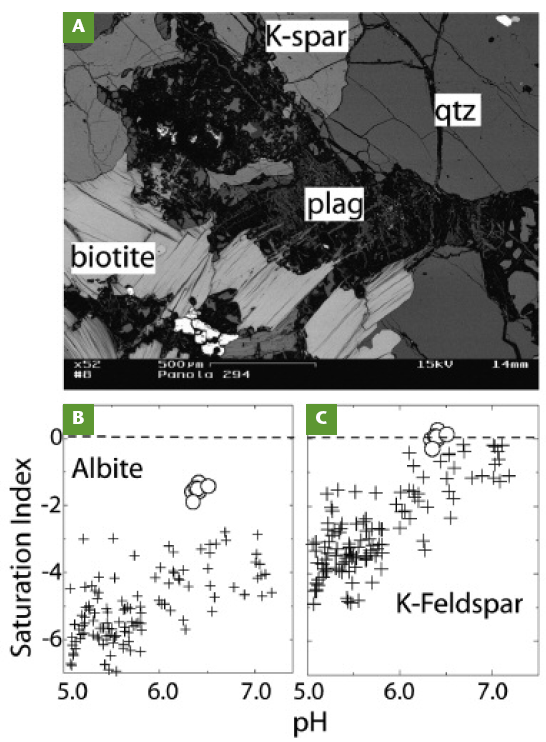 A
K-spar
qtz
plag
biotite
x52 500µm 15kV 14mm
#8 Panola 294
B
C
0
-2
-4
-6
Saturation Index
Albite
K-Feldspar
5.0 6.0 7.0
5.0 6.0 7.0
pH